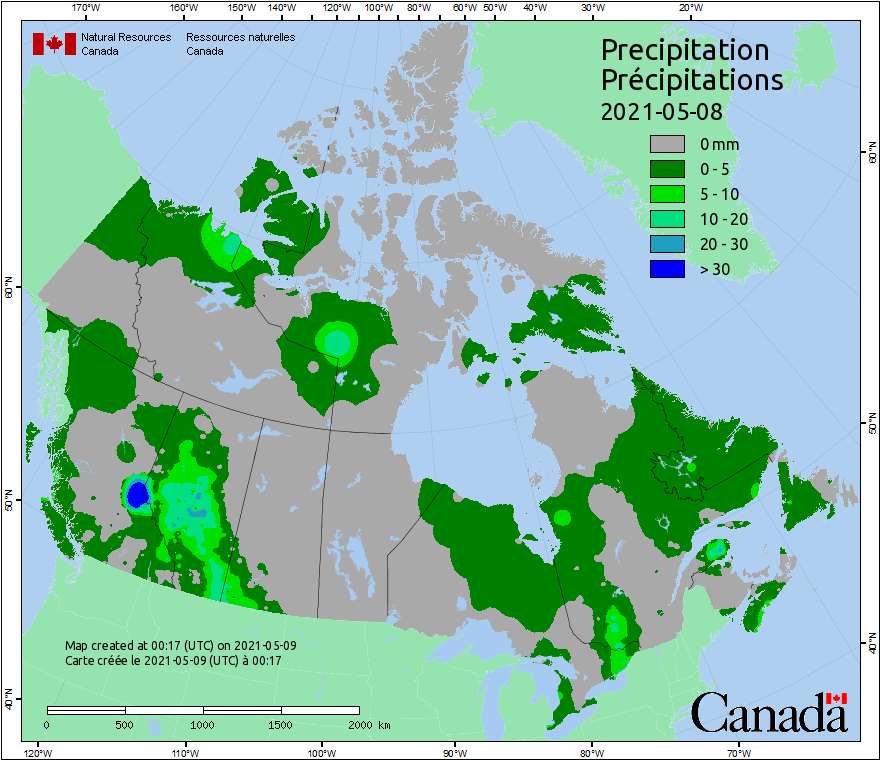 170°W 160°W 150°W 140°W 130°W 120°W 110°W 100°W 90°W 80°W 60°W 50°W 40°W 30°W 20°W
Natural Resources Canada
Ressources naturelles Canada
Precipitation
Précipitations
2021-05-08
0 mm
0 - 5
5 - 10
10 - 20
20 - 30
> 30
60°N
60°N
50°N
50°N
40°N
40°N
Map created at 00:17 (UTC) on 2021-05-09
Carte créée le 2021-05-09 (UTC) à 00:17
0 500 1000 1500 2000 km
Canada
120°W 110°W 100°W 90°W 80°W 70°W